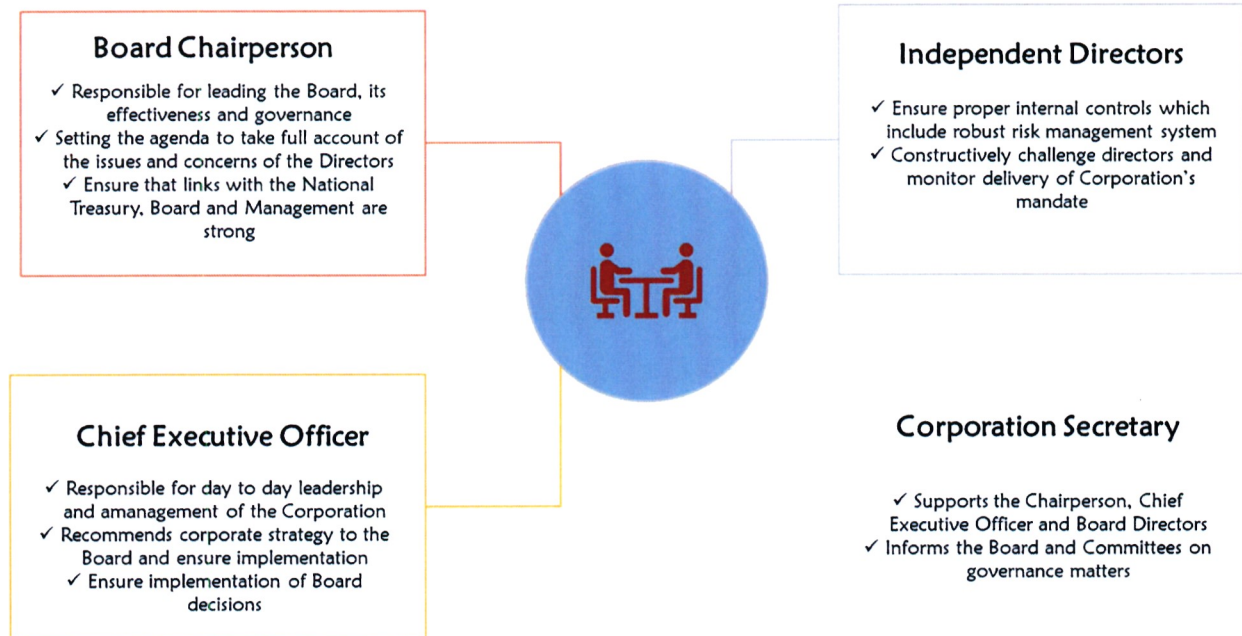 Board Chairperson
✓ Responsible for leading the Board, its
effectiveness and governance
✓ Setting the agenda to take full account of
the issues and concerns of the Directors
✓ Ensure that links with the National
Treasury, Board and Management are
strong
Independent Directors
✓ Ensure proper internal controls which
include robust risk management system
✓ Constructively challenge directors and
monitor delivery of Corporation's
mandate
Chief Executive Officer
✓ Responsible for day to day leadership
and amanagement of the Corporation
✓ Recommends corporate strategy to the
Board and ensure implementation
✓ Ensure implementation of Board
decisions
Corporation Secretary
✓ Supports the Chairperson, Chief
Executive Officer and Board Directors
✓ Informs the Board and Committees on
governance matters